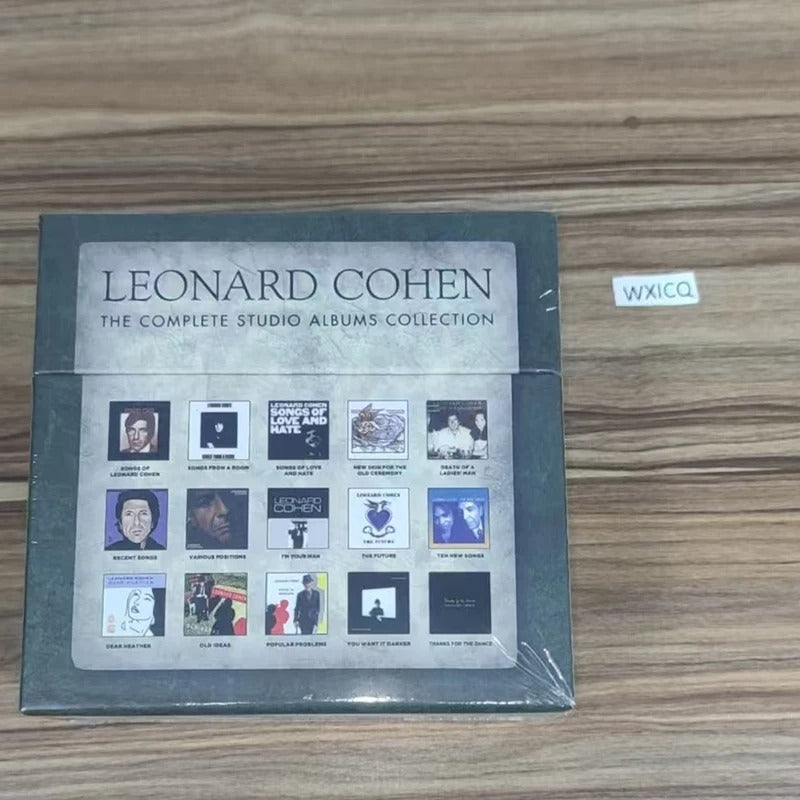 LEONARD COHEN
THE COMPLETE STUDIO ALBUMS COLLECTION
WXICQ
LEONARD COHEN
SONGS OF
LOVE AND
HATE
SONGS OF
LEONARD COHEN
SONGS FROM A ROOM
SONGS OF LOVE
AND HATE
NEW SKIN FOR THE
OLD CEREMONY
DEATH OF A
LADIES' MAN
LEONARD
COHEN
LEONARD COHEN
THE FUTURE
RECENT SONGS
VARIOUS POSITIONS
I'M YOUR MAN
THE FUTURE
TEN NEW SONGS
LEONARD COHEN
DEAR HEATHER
OLD IDEAS
POPULAR PROBLEMS
YOU WANT IT DARKER
THANKS FOR THE DANCE